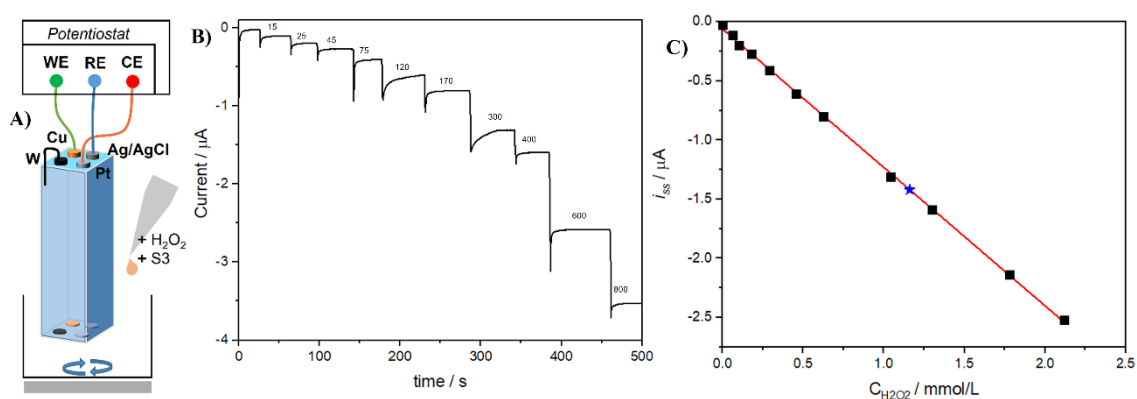 Potentiostat
WE RE CE
A)
Cu
Ag/AgCl
W
Pt
+ H₂O₂
+ S3
B)
15
25
45
75
120
170
300
400
600
800
0
-1
-2
-3
-4
Current / μA
0 100 200 300 400 500
time / s
C)
0.0
-0.5
-1.0
-1.5
-2.0
-2.5
iss / μA
0.0 0.5 1.0 1.5 2.0 2.5
CH2O2 / mmol/L